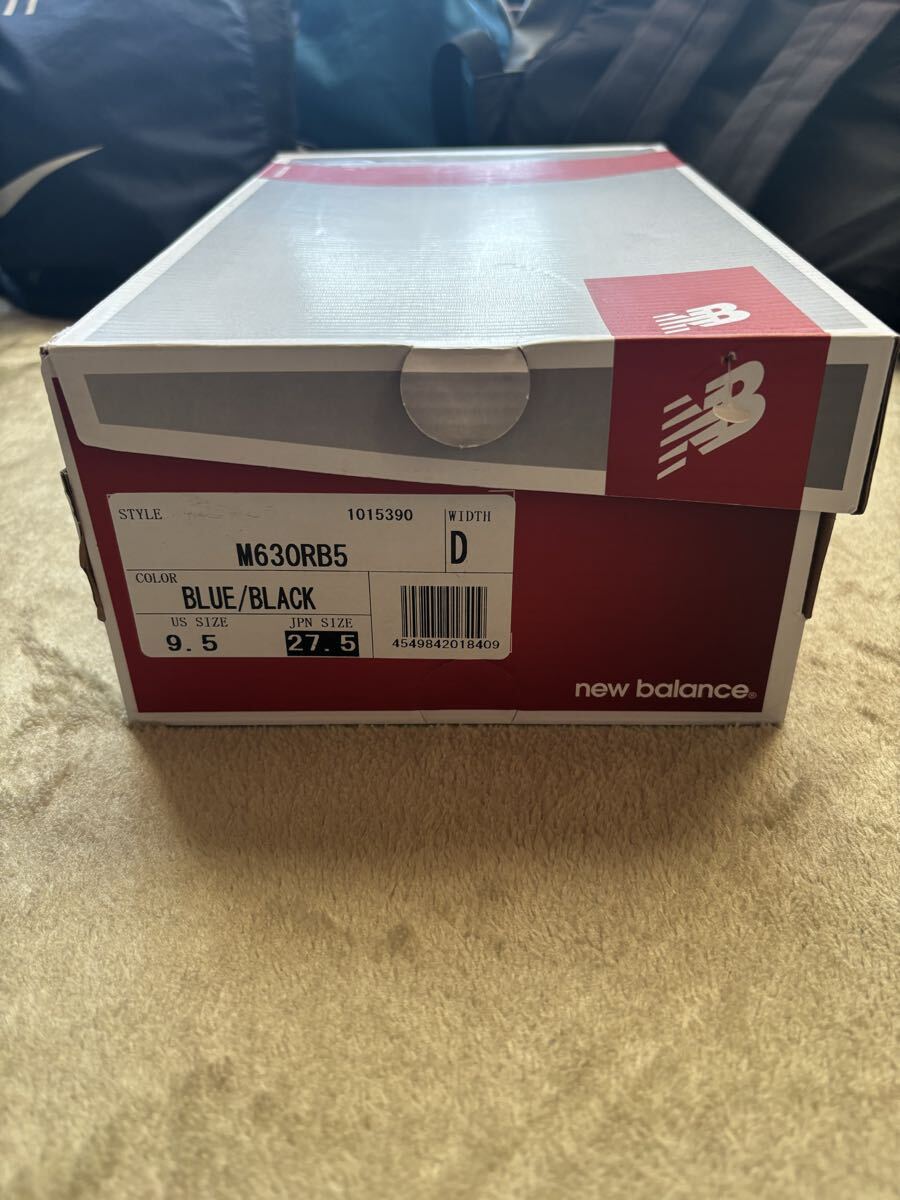 STYLE 1015390 WIDTH
M630RB5 D
COLOR
BLUE/BLACK
US SIZE JPN SIZE
9.5 27.5
4549842018409
new balance